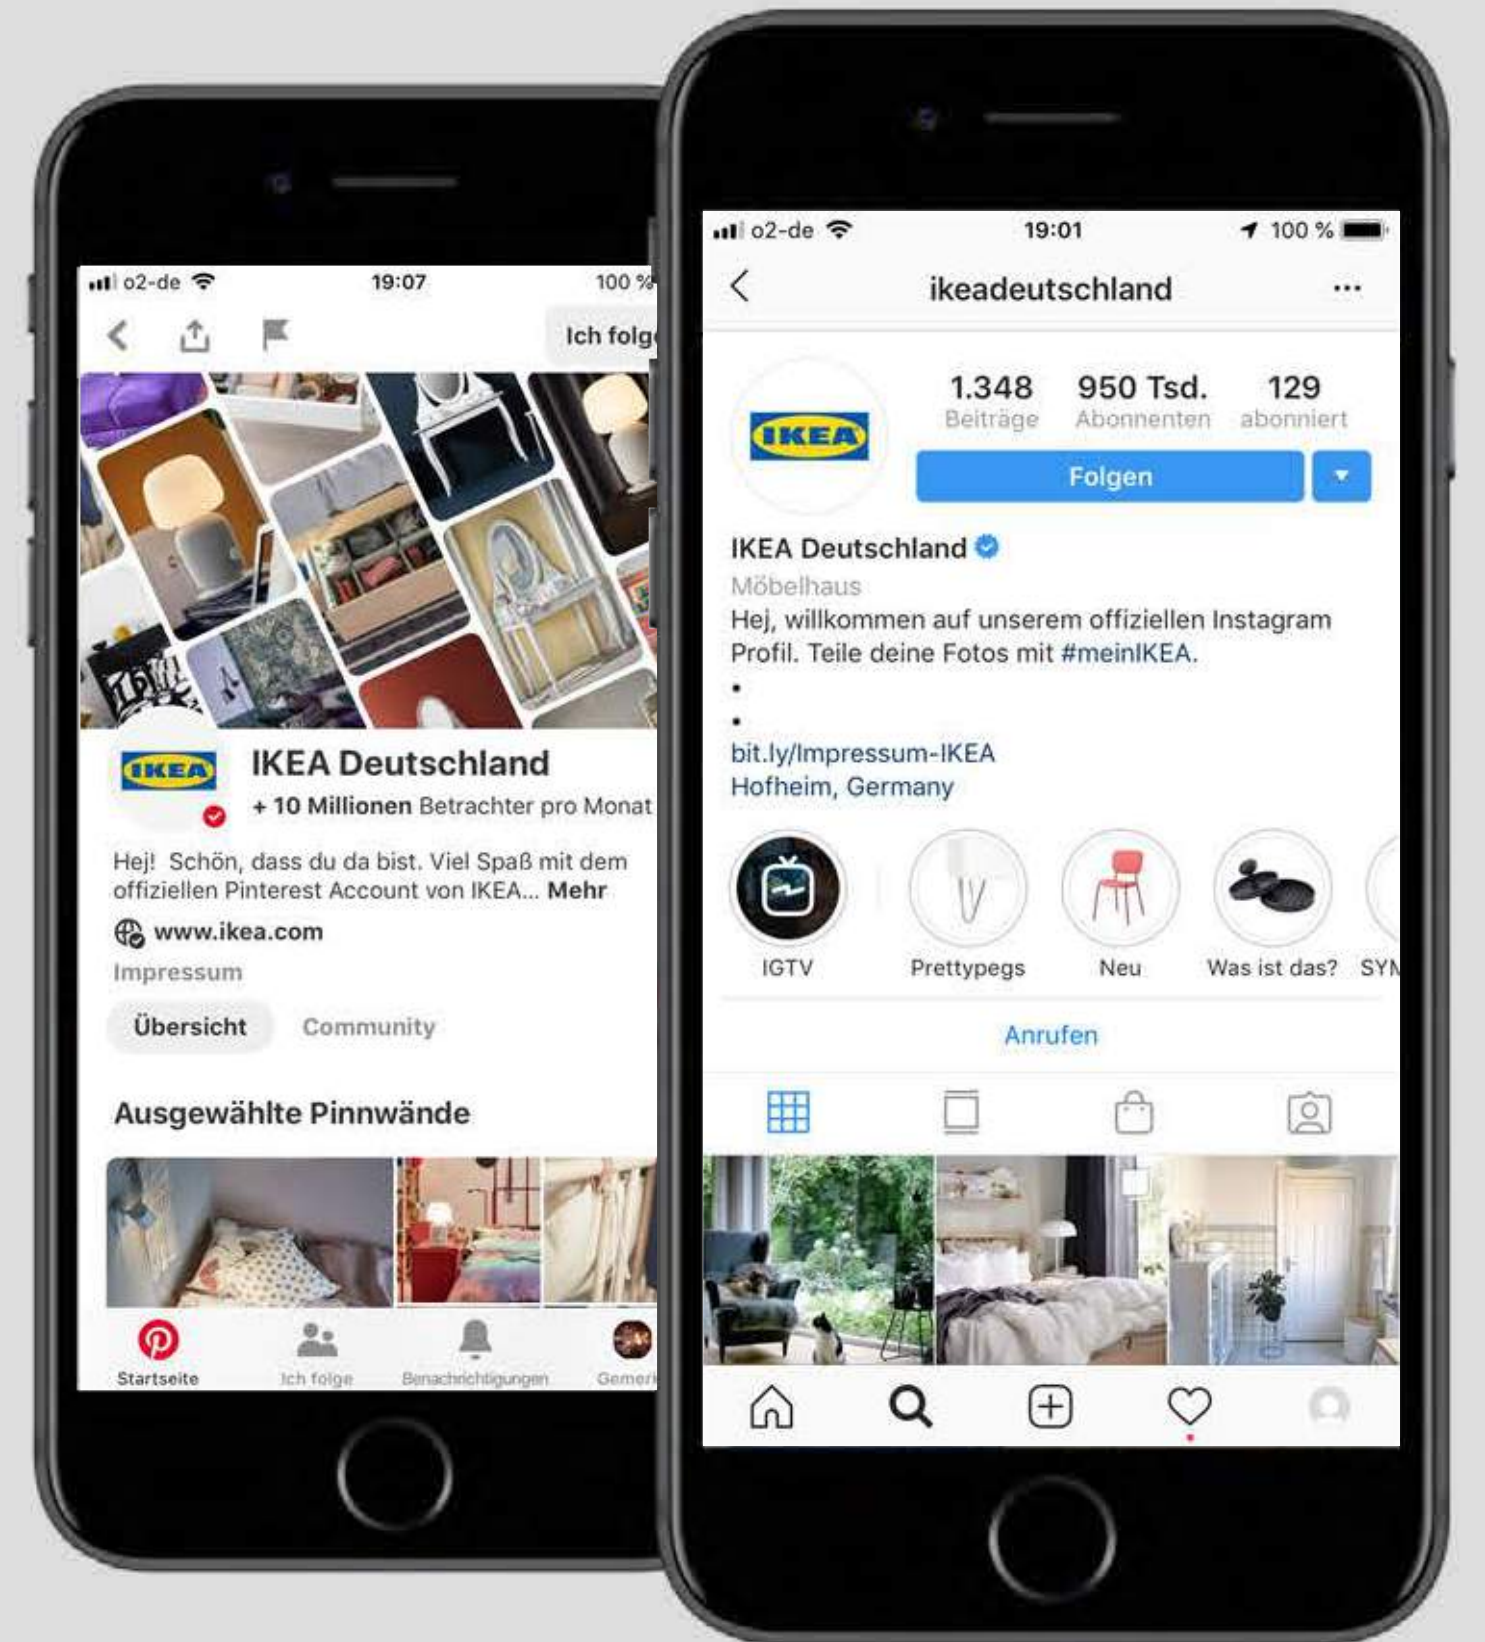 o2-de 19:07 100 %
Ich folge
IKEA
IKEA Deutschland
+ 10 Millionen Betrachter pro Monat
Hej! Schön, dass du da bist. Viel Spaß mit dem
offiziellen Pinterest Account von IKEA... Mehr
www.ikea.com
Impressum
Übersicht Community
Ausgewählte Pinnwände
Startseite Ich folge Benachrichtigungen
o2-de 19:01 100 %
ikeadeutschland
1.348 950 Tsd. 129
Beiträge Abonnenten abonniert
IKEA
Folgen
IKEA Deutschland
Möbelhaus
Hej, willkommen auf unserem offiziellen Instagram
Profil. Teile deine Fotos mit #meinIKEA.
•
•
bit.ly/Impressum-IKEA
Hofheim, Germany
IGTV Prettypegs Neu Was ist das? SYM
Anrufen